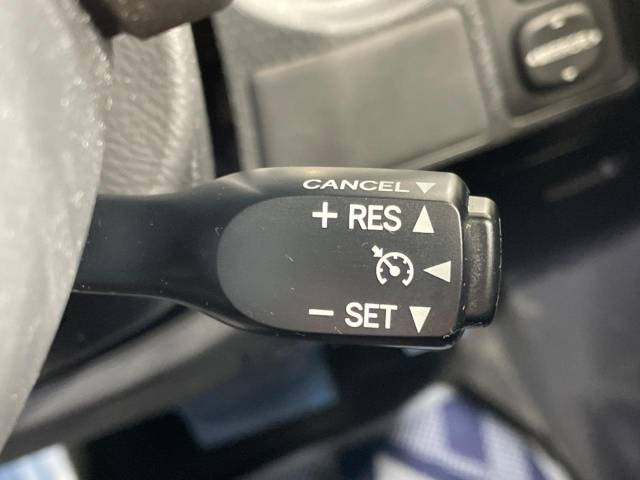 CANCEL ▼
+ RES ▲
◀
− SET ▼